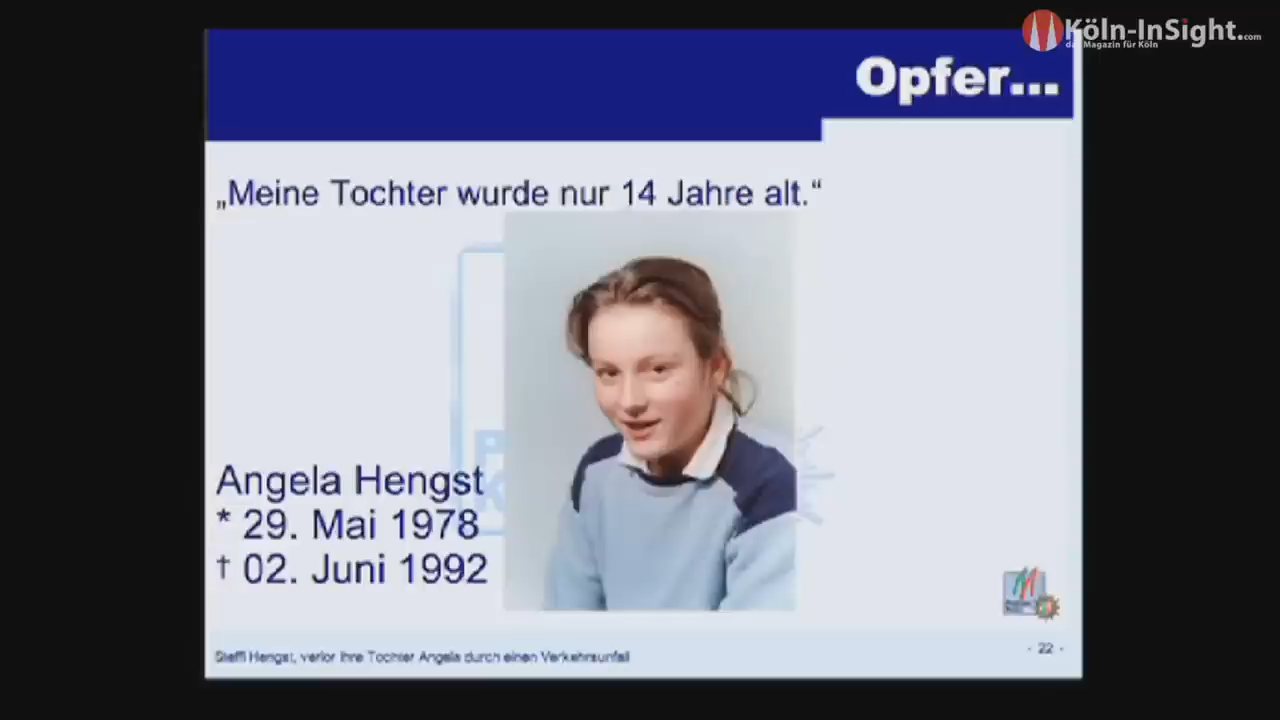 Köln-InSight.com
das Magazin für Köln
Opfer...
„Meine Tochter wurde nur 14 Jahre alt.“
Angela Hengst
* 29. Mai 1978
† 02. Juni 1992
Steffi Hengst, verlor ihre Tochter Angela durch einen Verkehrsunfall
- 22 -